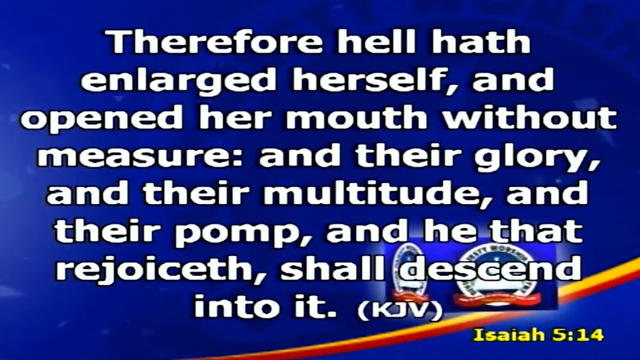 Therefore hell hath
enlarged herself, and
opened her mouth without
measure: and their glory,
and their multitude, and
their pomp, and he that
rejoiceth, shall descend
into it. (KJV)
Isaiah 5:14